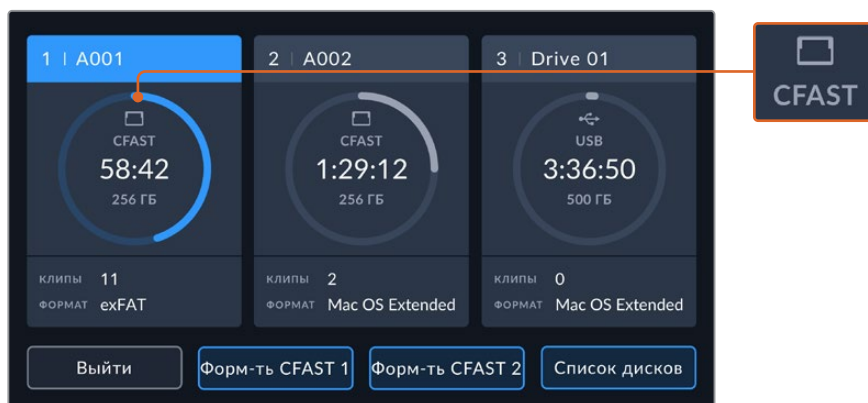 1 | A001
CFAST
58:42
256 ГБ
клипы 11
ФОРМАТ exFAT
2 | A002
CFAST
1:29:12
256 ГБ
клипы 2
ФОРМАТ Mac OS Extended
3 | Drive 01
USB
3:36:50
500 ГБ
клипы 0
ФОРМАТ Mac OS Extended
CFAST
Выйти
Форм-ть CFAST 1
Форм-ть CFAST 2
Список дисков